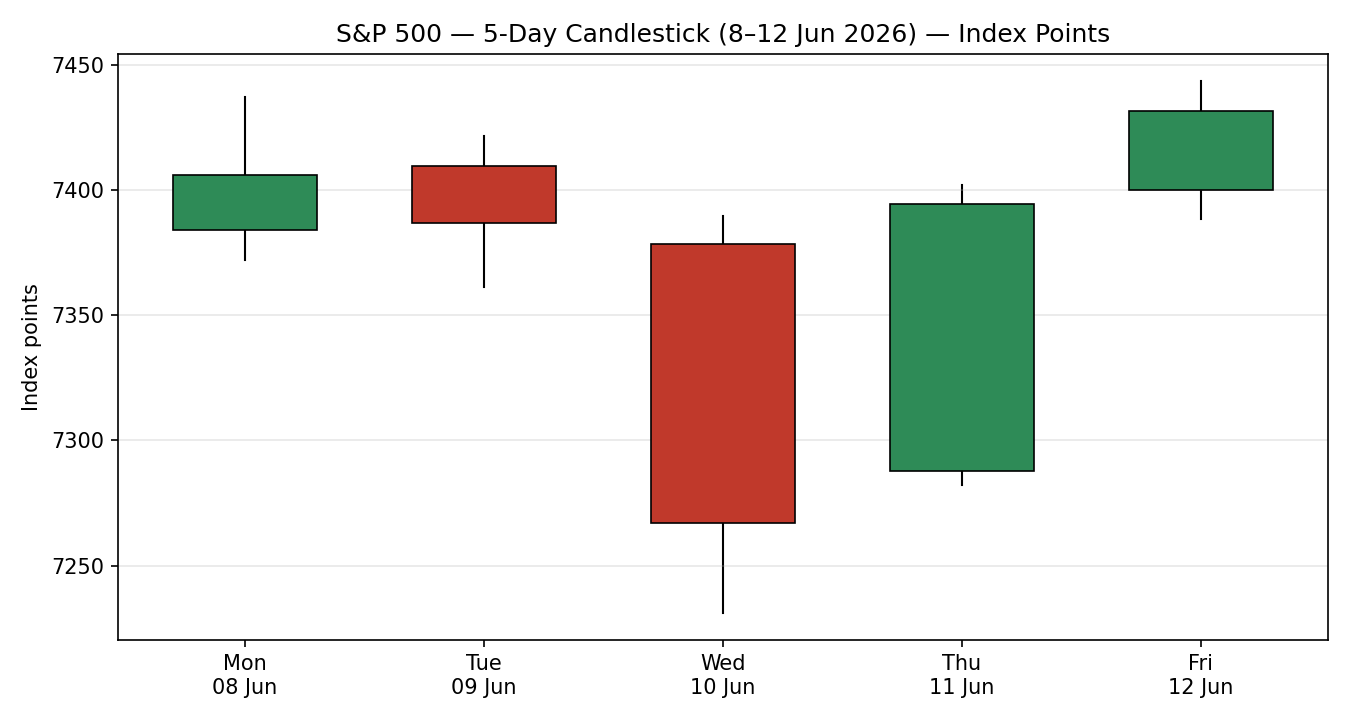 S&P 500 — 5-Day Candlestick (8–12 Jun 2026) — Index Points
Index points
7450
7400
7350
7300
7250
Mon
08 Jun
Tue
09 Jun
Wed
10 Jun
Thu
11 Jun
Fri
12 Jun